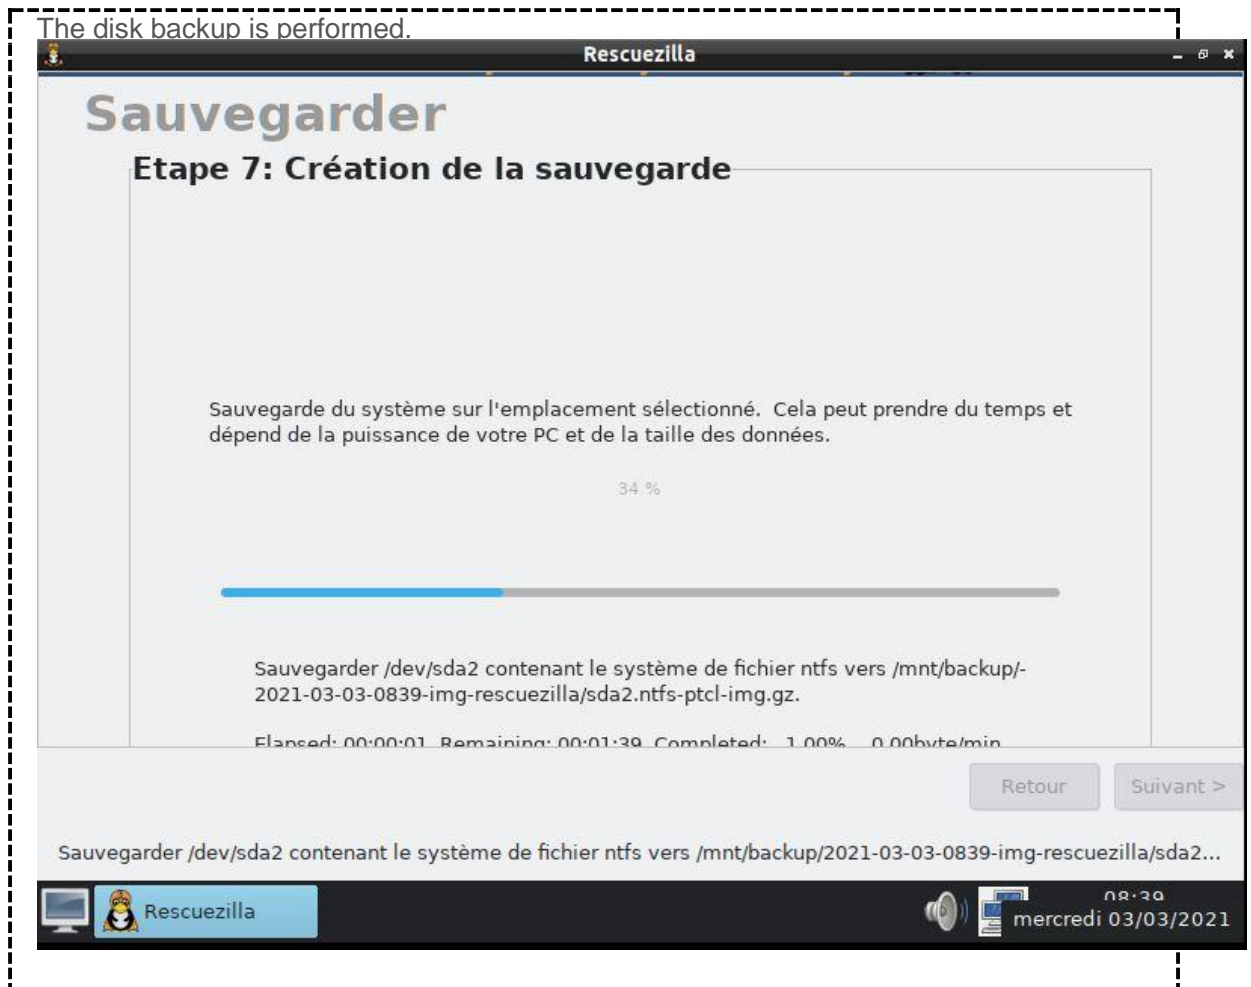 The disk backup is performed.
Rescuezilla
Sauvegarder
Etape 7: Création de la sauvegarde
Sauvegarde du système sur l'emplacement sélectionné.  Cela peut prendre du temps et
dépend de la puissance de votre PC et de la taille des données.
34 %
Sauvegarder /dev/sda2 contenant le système de fichier ntfs vers /mnt/backup/-
2021-03-03-0839-img-rescuezilla/sda2.ntfs-ptcl-img.gz.
Elapsed: 00:00:01, Remaining: 00:01:39, Completed:   1.00%,   0.00byte/min,
Retour
Suivant >
Sauvegarder /dev/sda2 contenant le système de fichier ntfs vers /mnt/backup/2021-03-03-0839-img-rescuezilla/sda2...
Rescuezilla
08:39
mercredi 03/03/2021